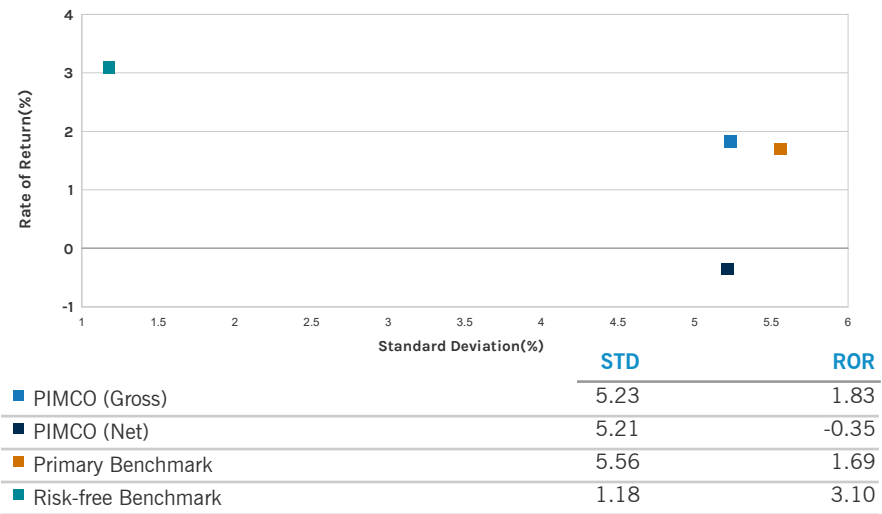 4
3
2
1
0
-1
Rate of Return(%)
1 1.5 2 2.5 3 3.5 4 4.5 5 5.5 6
Standard Deviation(%)
STD ROR
PIMCO (Gross) 5.23 1.83
PIMCO (Net) 5.21 -0.35
Primary Benchmark 5.56 1.69
Risk-free Benchmark 1.18 3.10